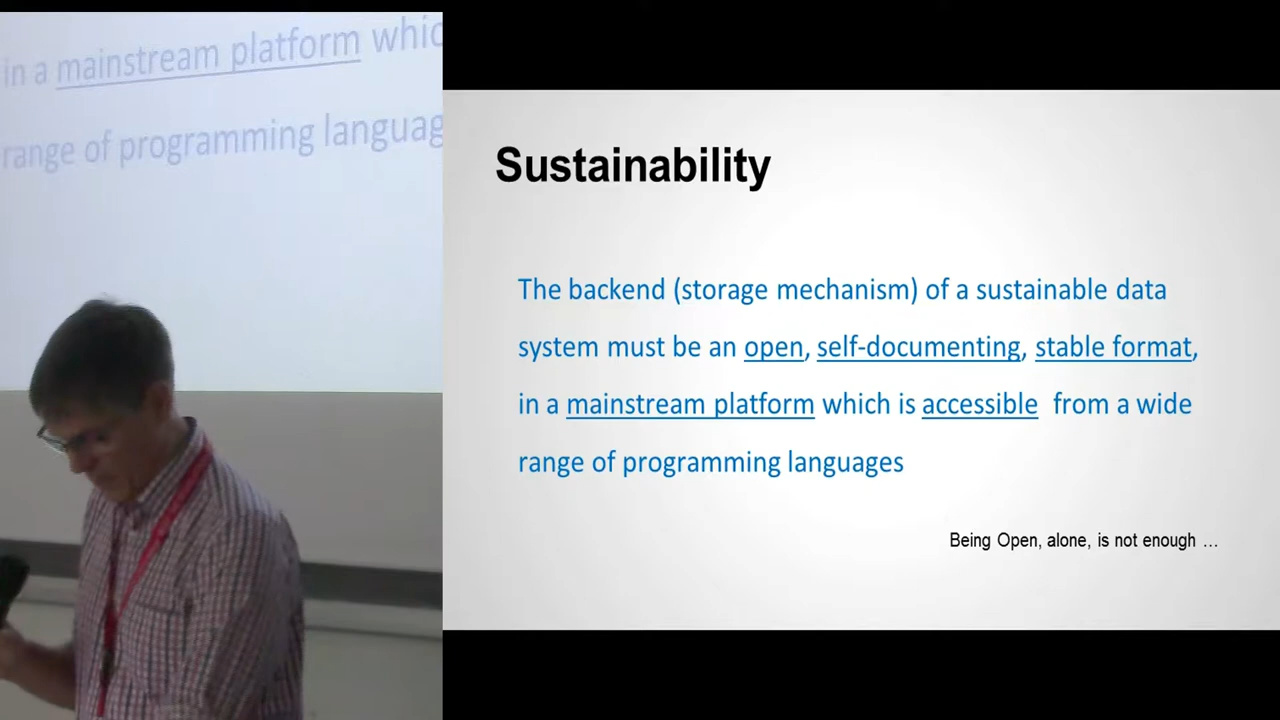 in a mainstream platform whic
range of programming languag
Sustainability
The backend (storage mechanism) of a sustainable data
system must be an open, self-documenting, stable format,
in a mainstream platform which is accessible from a wide
range of programming languages
Being Open, alone, is not enough …